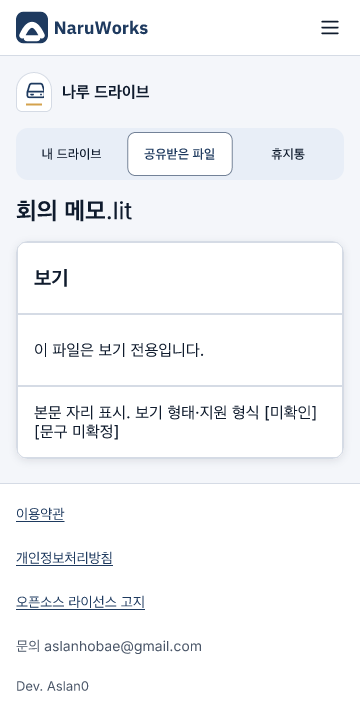 NaruWorks
나루 드라이브
내 드라이브
공유받은 파일
휴지통
회의 메모.lit
보기
이 파일은 보기 전용입니다.
본문 자리 표시. 보기 형태·지원 형식 [미확인]
[문구 미확정]
이용약관
개인정보처리방침
오픈소스 라이선스 고지
문의 aslanhobae@gmail.com
Dev. Aslan0